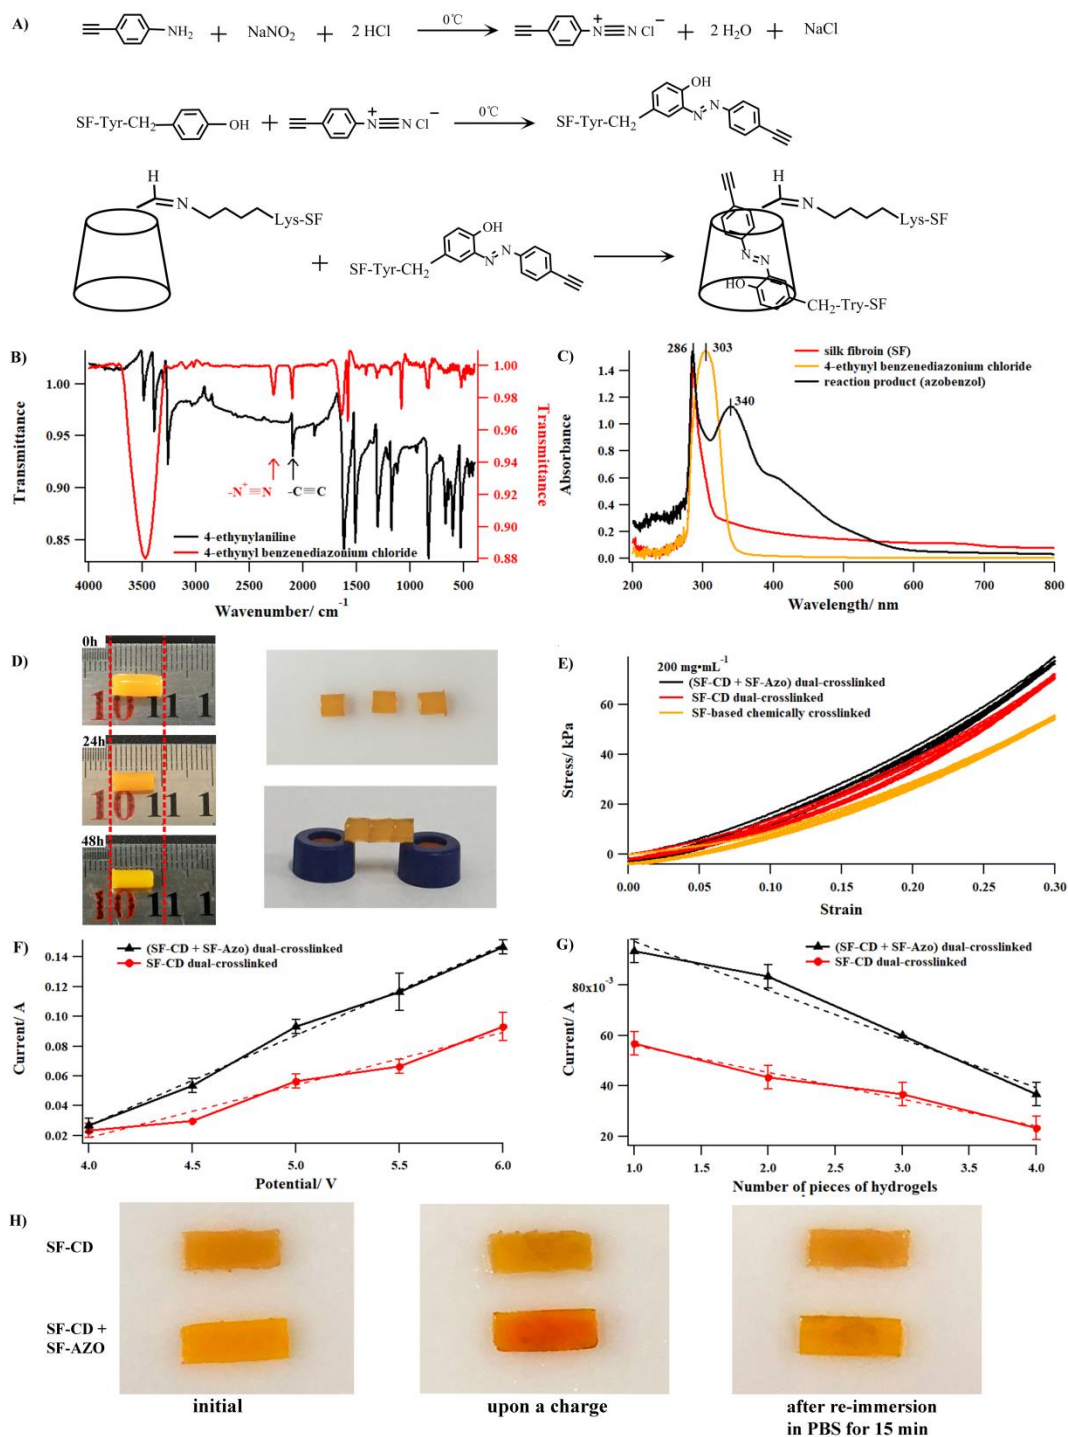 A)
NH2 + NaNO2 + 2 HCl 0℃ N≡N Cl− + 2 H2O + NaCl
+
SF-Tyr-CH2 OH + N≡N Cl− 0℃ SF-Tyr-CH2 OH N=N
+
H N Lys-SF
+
SF-Tyr-CH2 OH N=N
H N Lys-SF
N=N
HO
CH2-Try-SF
B)
1.00
0.95
0.90
0.85
Transmittance
1.00
0.98
0.96
0.94
0.92
0.90
0.88
Transmittance
-N+≡N
-C≡C
4-ethynylaniline
4-ethynyl benzenediazonium chloride
4000 3500 3000 2500 2000 1500 1000 500
Wavenumber/ cm-1
C)
286 303
340
silk fibroin (SF)
4-ethynyl benzenediazonium chloride
reaction product (azobenzol)
1.4
1.2
1.0
0.8
0.6
0.4
0.2
0.0
Absorbance
200 300 400 500 600 700 800
Wavelength/ nm
D)
0h
10 11 1
24h
10 11 1
48h
10 11 1
E)
200 mg•mL-1
(SF-CD + SF-Azo) dual-crosslinked
SF-CD dual-crosslinked
SF-based chemically crosslinked
60
40
20
0
Stress/ kPa
0.00 0.05 0.10 0.15 0.20 0.25 0.30
Strain
F)
(SF-CD + SF-Azo) dual-crosslinked
SF-CD dual-crosslinked
0.14
0.12
0.10
0.08
0.06
0.04
0.02
Current/ A
4.0 4.5 5.0 5.5 6.0
Potential/ V
G)
(SF-CD + SF-Azo) dual-crosslinked
SF-CD dual-crosslinked
80x10-3
60
40
20
Current/ A
1.0 1.5 2.0 2.5 3.0 3.5 4.0
Number of pieces of hydrogels
H)
SF-CD
SF-CD +
SF-AZO
initial
upon a charge
after re-immersion
in PBS for 15 min